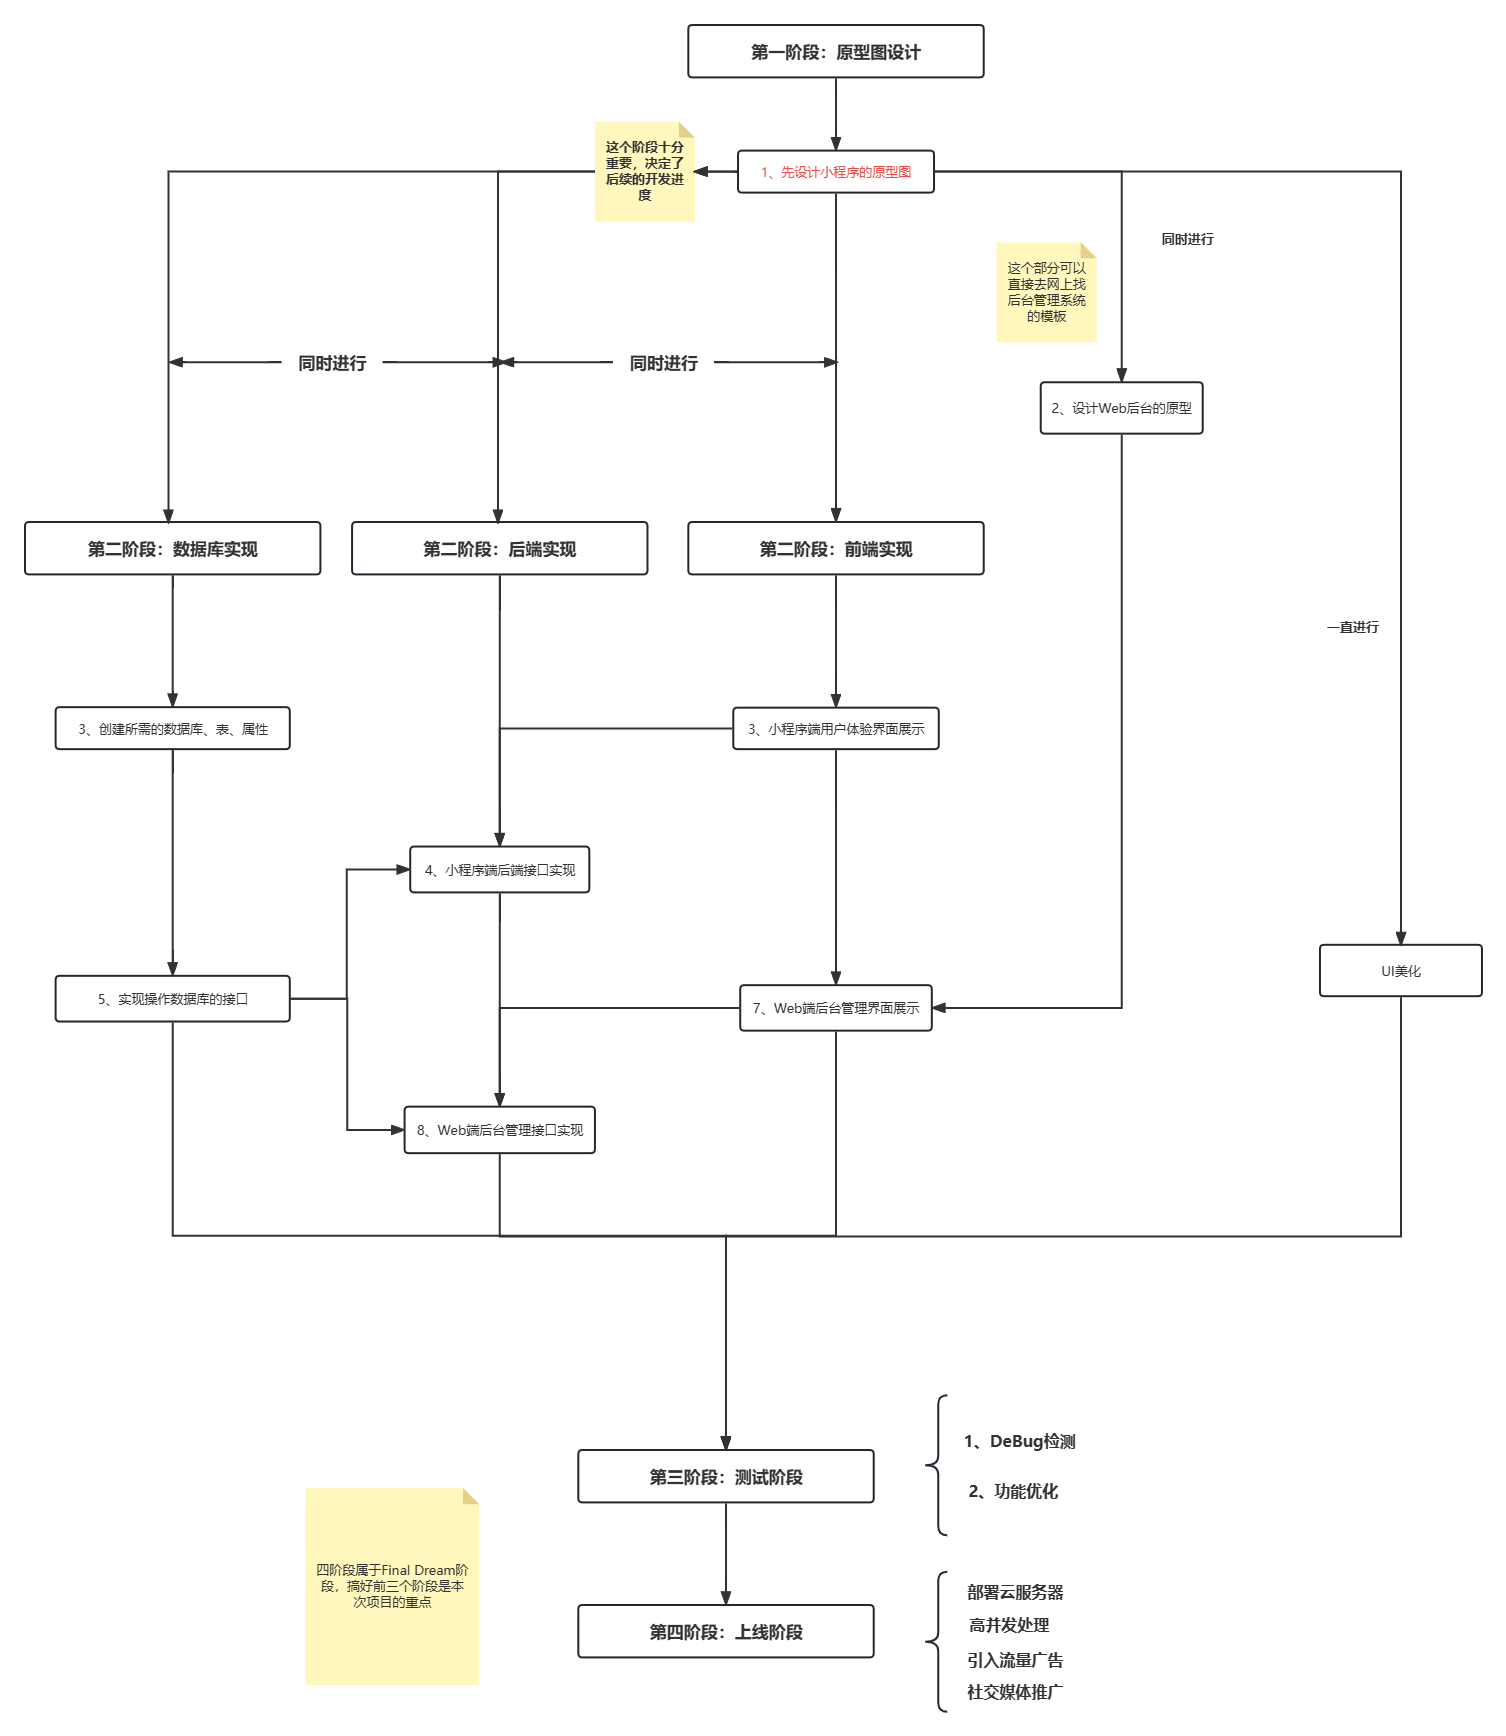 第一阶段：原型图设计
这个阶段十分
重要，决定了
后续的开发进
度
1、先设计小程序的原型图
同时进行
这个部分可以
直接去网上找
后台管理系统
的模板
同时进行
同时进行
2、设计Web后台的原型
第二阶段：数据库实现
第二阶段：后端实现
第二阶段：前端实现
一直进行
3、创建所需的数据库、表、属性
3、小程序端用户体验界面展示
4、小程序端后端接口实现
UI美化
5、实现操作数据库的接口
7、Web端后台管理界面展示
8、Web端后台管理接口实现
1、DeBug检测
第三阶段：测试阶段
2、功能优化
四阶段属于Final Dream阶
段，搞好前三个阶段是本
次项目的重点
部署云服务器
高并发处理
第四阶段：上线阶段
引入流量广告
社交媒体推广